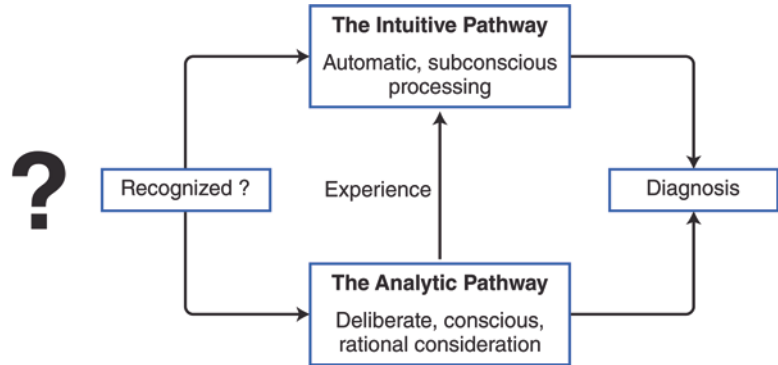 The Intuitive Pathway
Automatic, subconscious
processing
?
Recognized ?
Experience
Diagnosis
The Analytic Pathway
Deliberate, conscious,
rational consideration